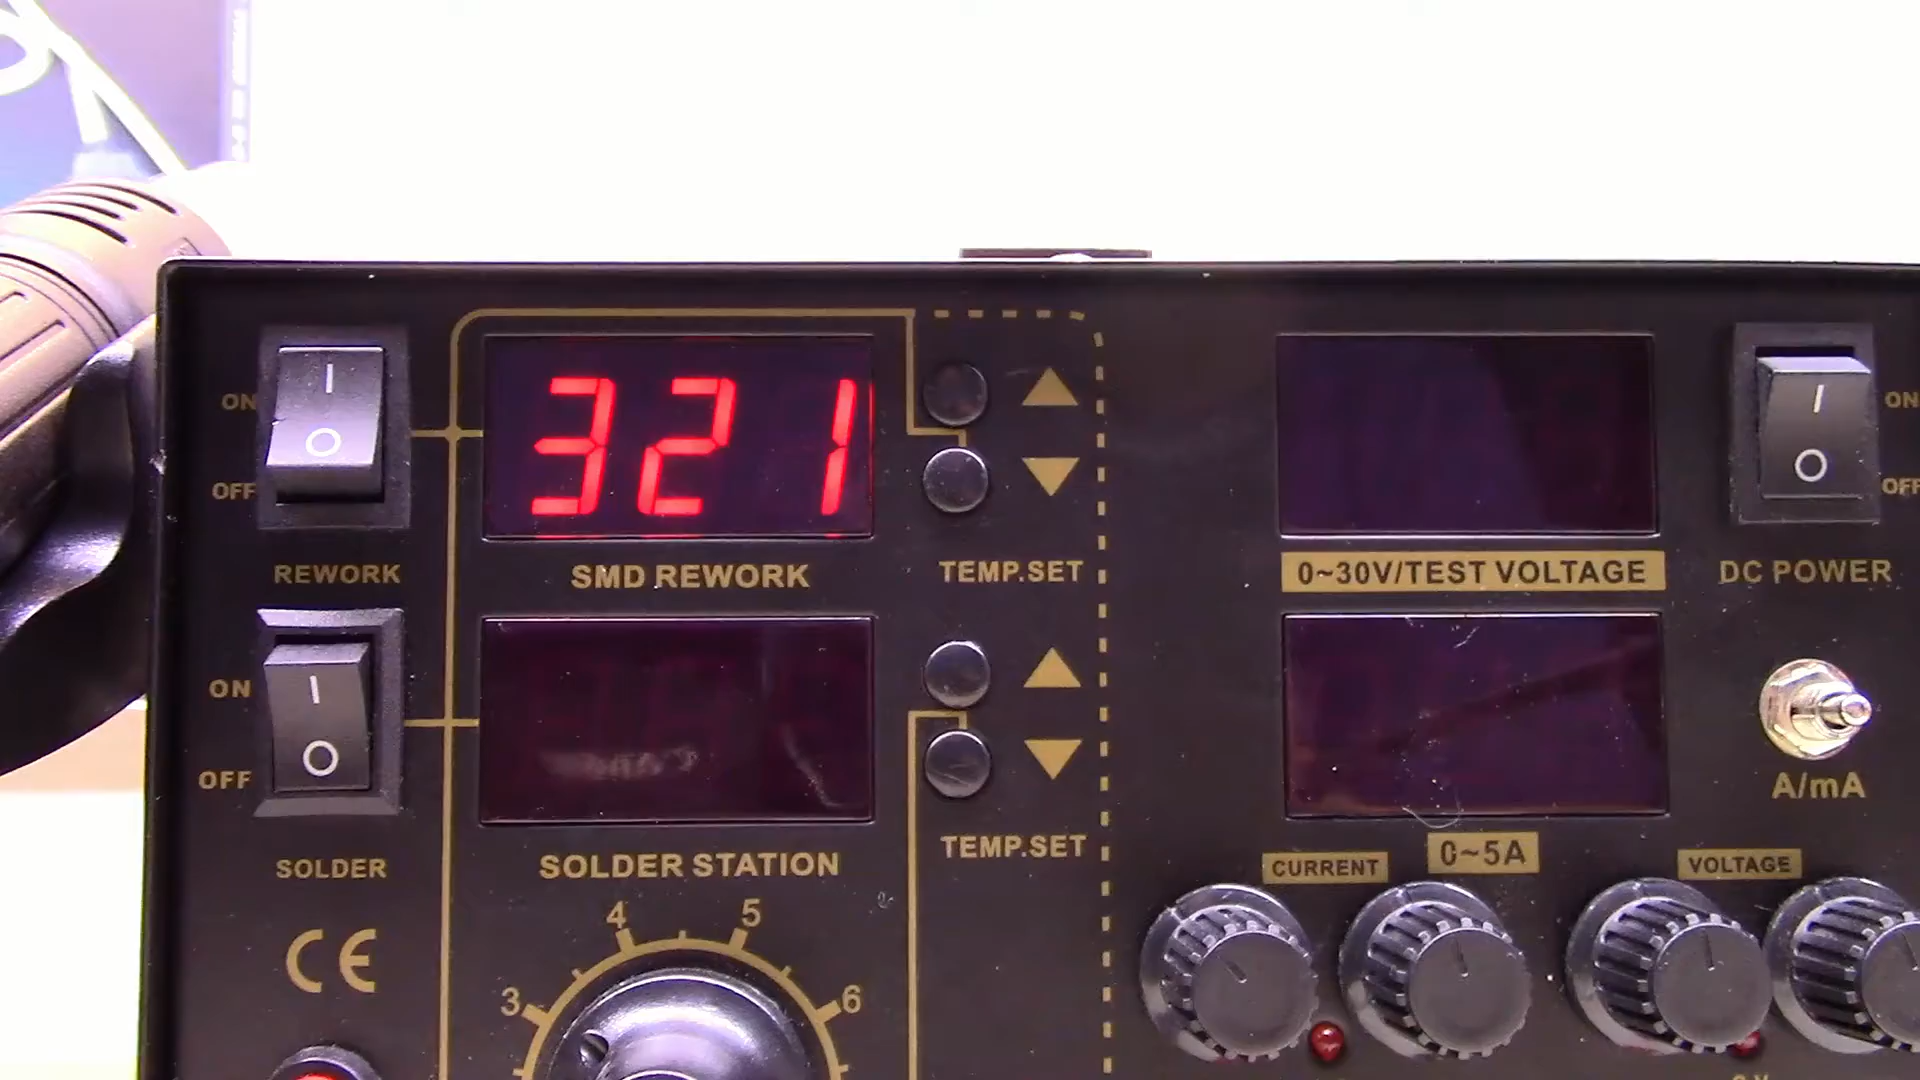 ON
I
O
OFF
REWORK
321
SMD REWORK
TEMP.SET
0~30V/TEST VOLTAGE
ON
I
O
OFF
DC POWER
ON
I
O
OFF
SOLDER
SOLDER STATION
TEMP.SET
A/mA
CURRENT
0~5A
VOLTAGE
CE
3
4
5
6